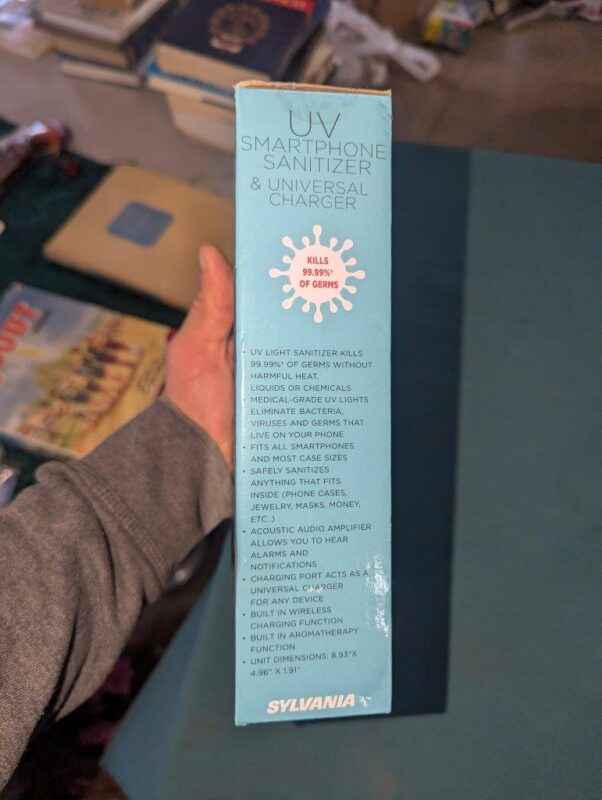 UV
SMARTPHONE
SANITIZER
& UNIVERSAL
CHARGER
KILLS
99.99%†
OF GERMS
• UV LIGHT SANITIZER KILLS
99.99%† OF GERMS WITHOUT
HARMFUL HEAT,
LIQUIDS OR CHEMICALS
MEDICAL-GRADE UV LIGHTS
ELIMINATE BACTERIA,
VIRUSES AND GERMS THAT
LIVE ON YOUR PHONE
• FITS ALL SMARTPHONES
AND MOST CASE SIZES
• SAFELY SANITIZES
ANYTHING THAT FITS
INSIDE (PHONE CASES,
JEWELRY, MASKS, MONEY,
ETC.)
• ACOUSTIC AUDIO AMPLIFIER
ALLOWS YOU TO HEAR
ALARMS AND
NOTIFICATIONS
• CHARGING PORT ACTS AS A
UNIVERSAL CHARGER
FOR ANY DEVICE
• BUILT IN WIRELESS
CHARGING FUNCTION
• BUILT IN AROMATHERAPY
FUNCTION
• UNIT DIMENSIONS: 8.93"X
4.96" X 1.91"
SYLVANIA